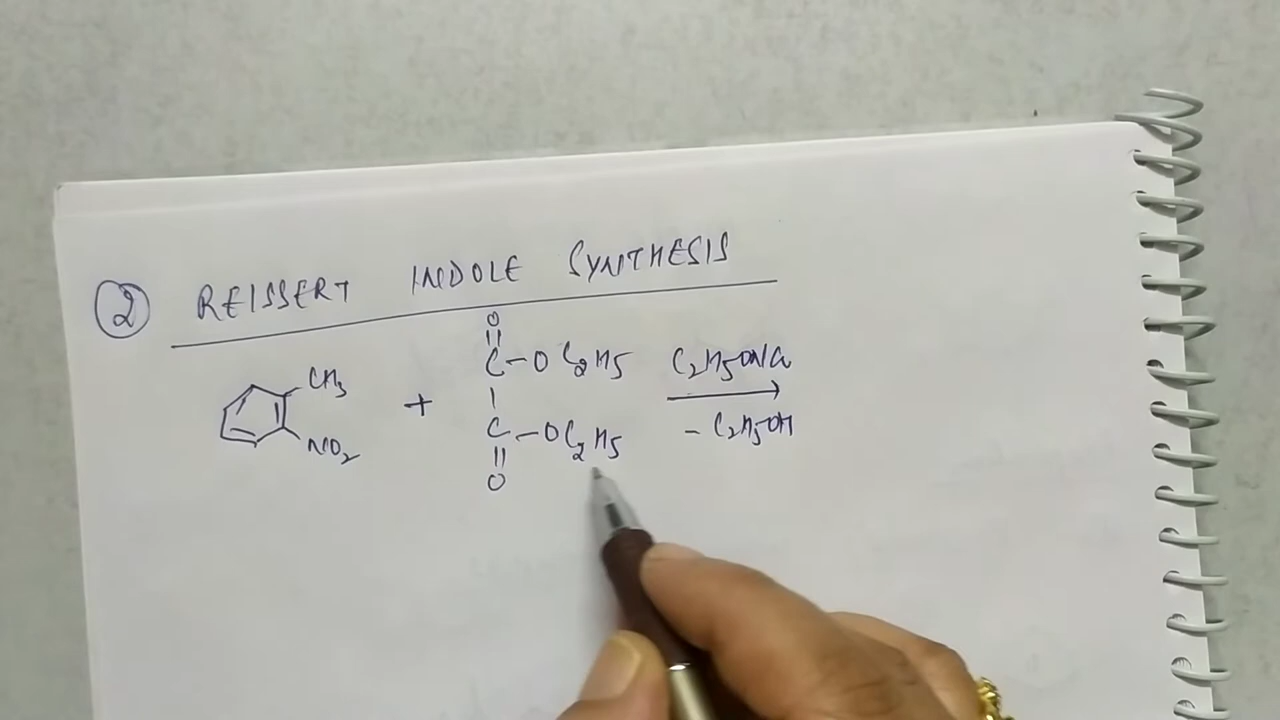 ② REISSERT INDOLE SYNTHESIS
O
CH3 + C-OC2H5 C2H5ONa
NO2 C-OC2H5 - C2H5OH
O